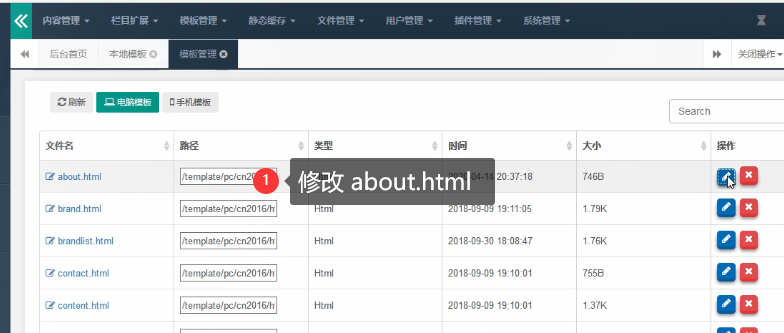 内容管理 栏目扩展 模板管理 静态缓存 文件管理 用户管理 插件管理 系统管理
后台首页 本地模板 模板管理 关闭操作
刷新 电脑模板 手机模板 Search
文件名 路径 类型 时间 大小 操作
about.html /template/pc/cn2016 04-14 20:37:18 746B
1 修改 about.html
brand.html /template/pc/cn2016/ht Html 2018-09-09 19:11:05 1.79K
brandlist.html /template/pc/cn2016/ht Html 2018-09-30 18:08:47 1.76K
contact.html /template/pc/cn2016/ht Html 2018-09-09 19:10:01 755B
content.html /template/pc/cn2016/ht Html 2018-09-09 19:10:01 1.37K